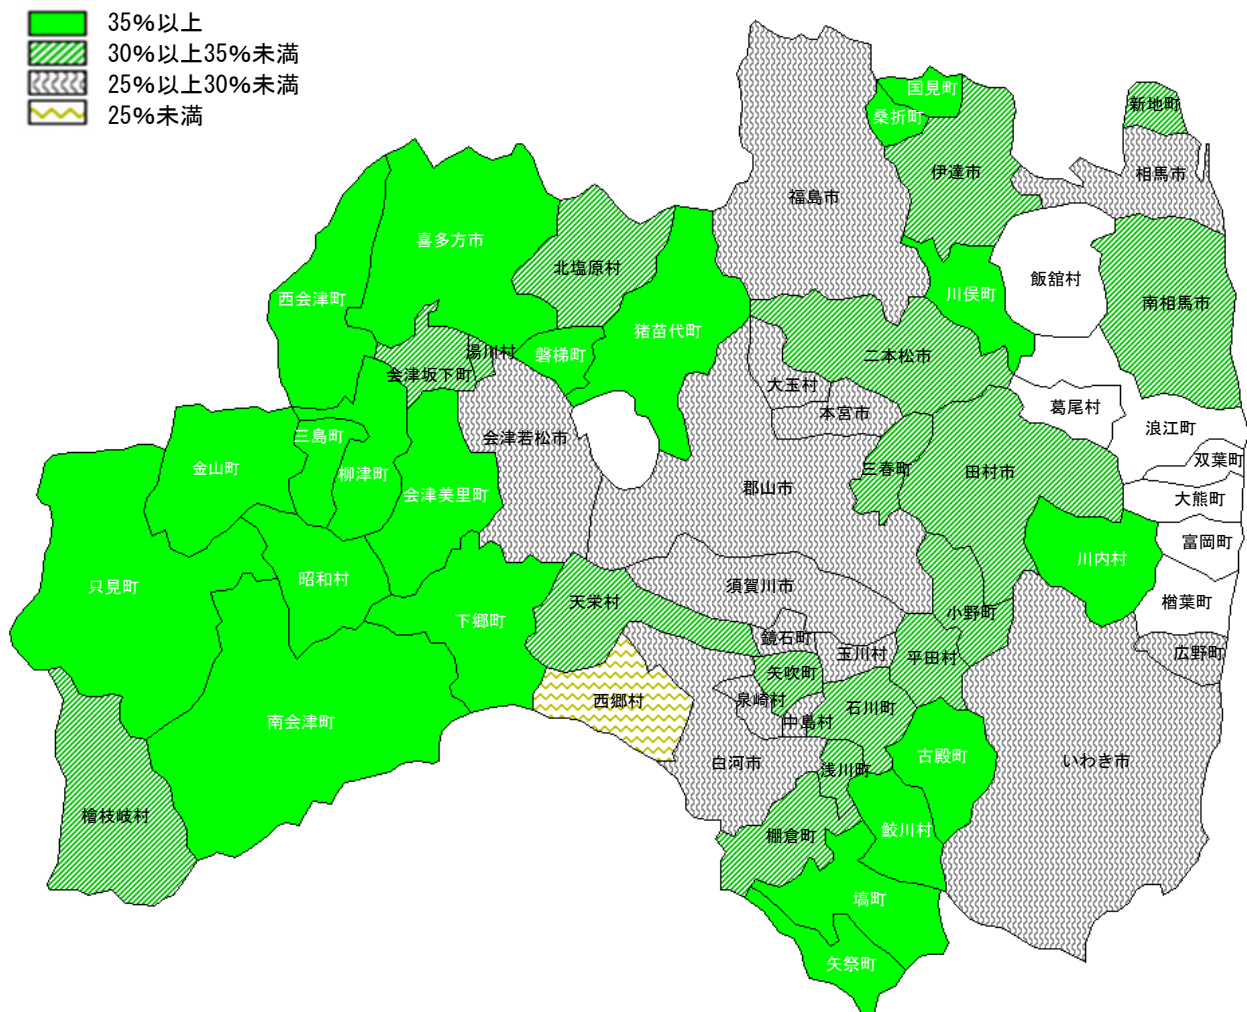 35%以上
30%以上35%未満
25%以上30%未満
25%未満
国見町
桑折町
新地町
伊達市
相馬市
福島市
喜多方市
北塩原村
飯舘村
川俣町
南相馬市
西会津町
猪苗代町
湯川村
磐梯町
二本松市
会津坂下町
大玉村
本宮市
葛尾村
浪江町
三島町
会津若松市
双葉町
金山町
柳津町
三春町
田村市
会津美里町
郡山市
大熊町
富岡町
川内村
只見町
昭和村
須賀川市
天栄村
楢葉町
下郷町
小野町
鏡石町
玉川村
平田村
広野町
矢吹町
西郷村
泉崎村
石川町
南会津町
中島村
古殿町
いわき市
白河市
浅川町
檜枝岐村
棚倉町
鮫川村
塙町
矢祭町